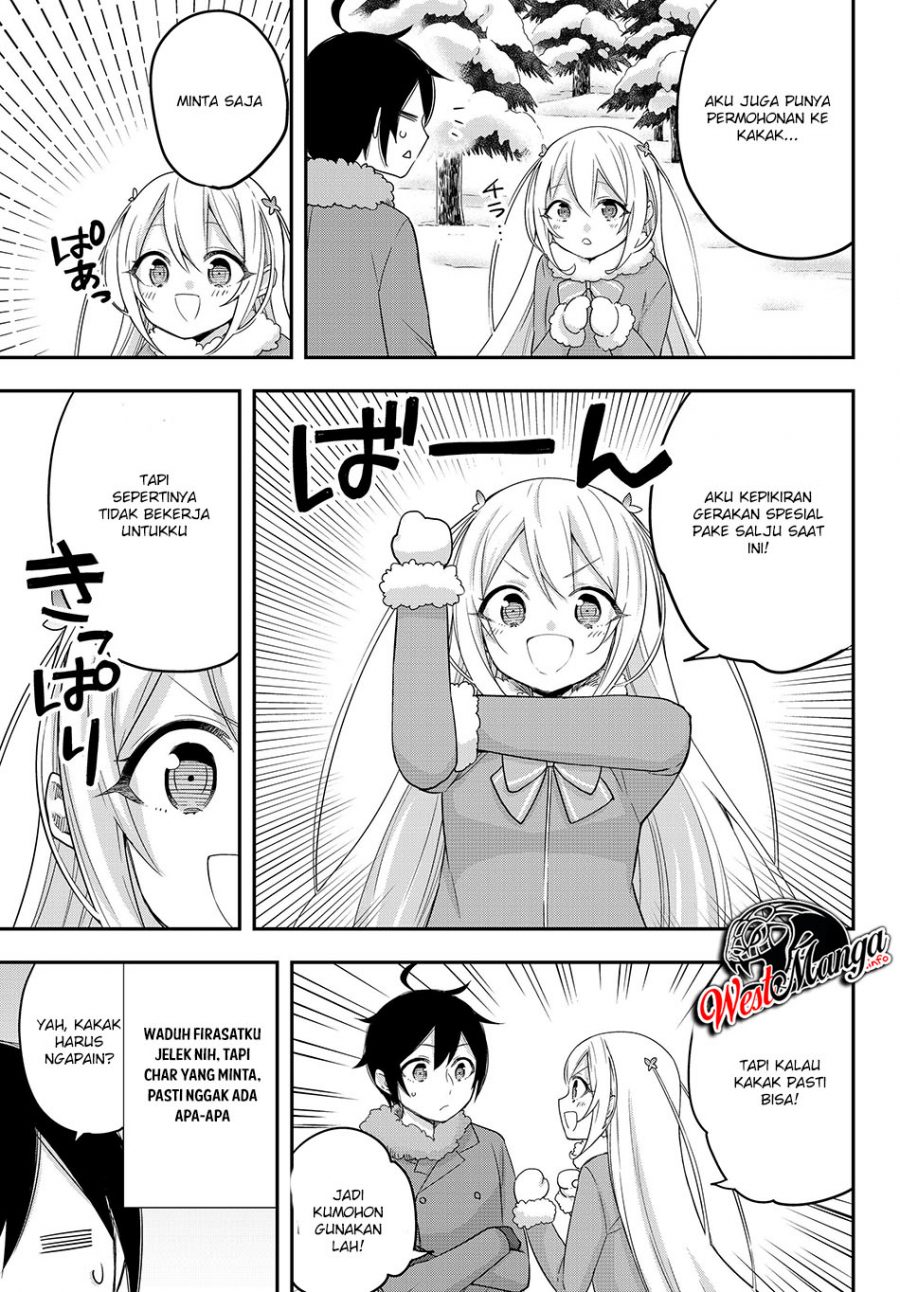 AKU JUGA PUNYA
PERMOHONAN KE
KAKAK...
チラ...
MINTA SAJA
ぱあっ
AKU KEPIKIRAN
GERAKAN SPESIAL
PAKE SALJU SAAT
INI!
ばーん
TAPI
SEPERTINYA
TIDAK BEKERJA
UNTUKKU
きっぱり
TAPI KALAU
KAKAK PASTI
BISA!
JADI
KUMOHON
GUNAKAN
LAH!
WADUH FIRASATKU
JELEK NIH, TAPI
CHAR YANG MINTA,
PASTI NGGAK ADA
APA-APA
YAH, KAKAK
HARUS
NGAPAIN?
WestManga
.info